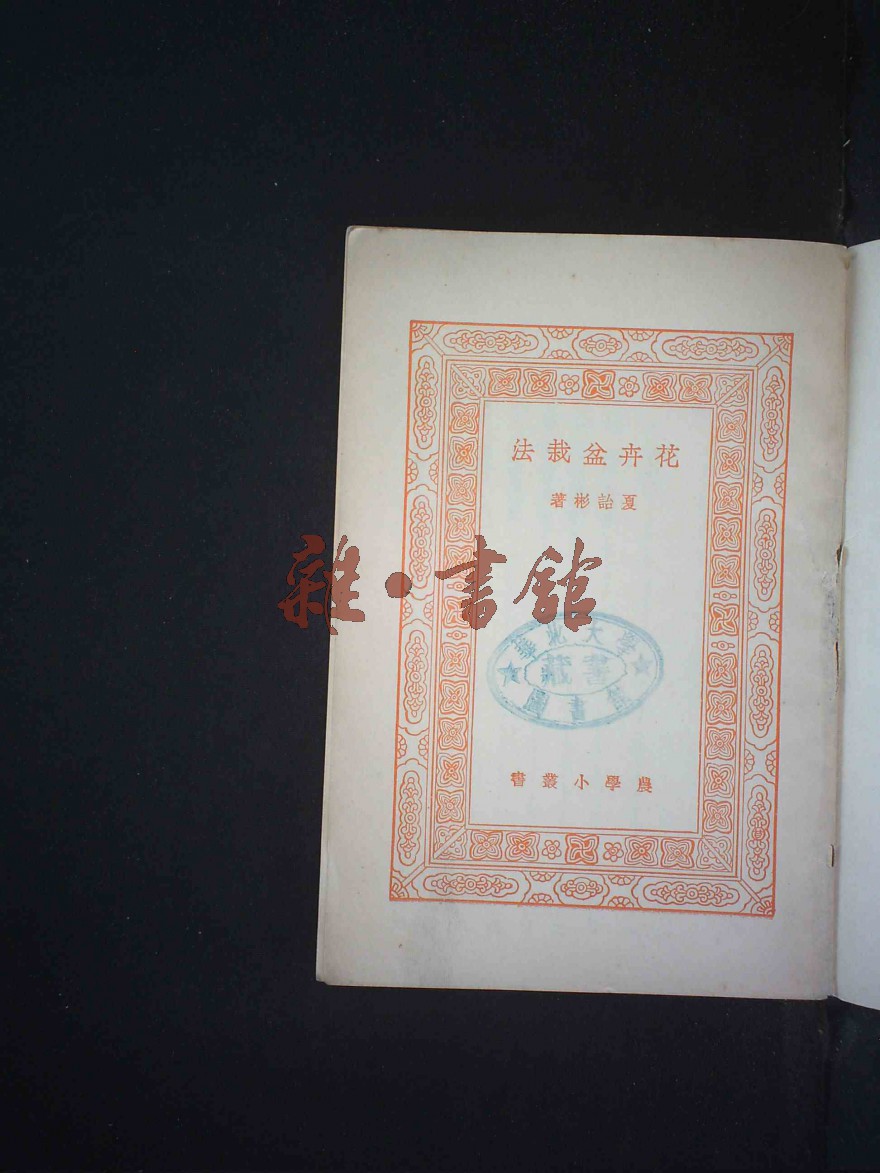 花卉盆栽法
夏詒彬著
雜·書館
農學小叢書